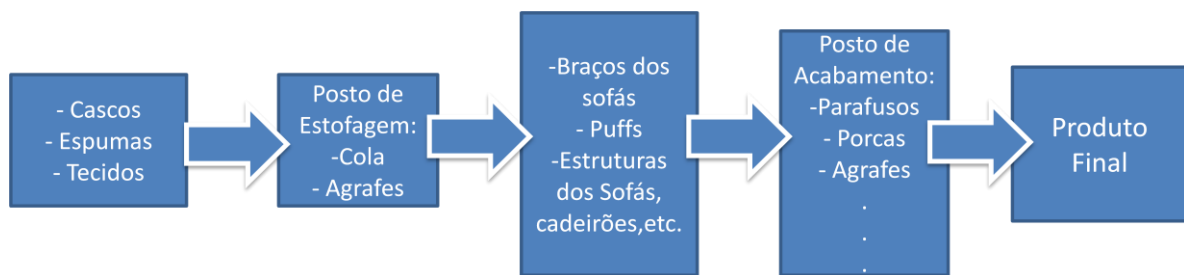 - Cascos
- Espumas
- Tecidos
Posto de
Estofagem:
-Cola
- Agrafes
-Braços dos
sofás
- Puffs
-Estruturas
dos Sofás,
cadeirões,etc.
Posto de
Acabamento:
-Parafusos
- Porcas
- Agrafes
.
.
.
Produto
Final